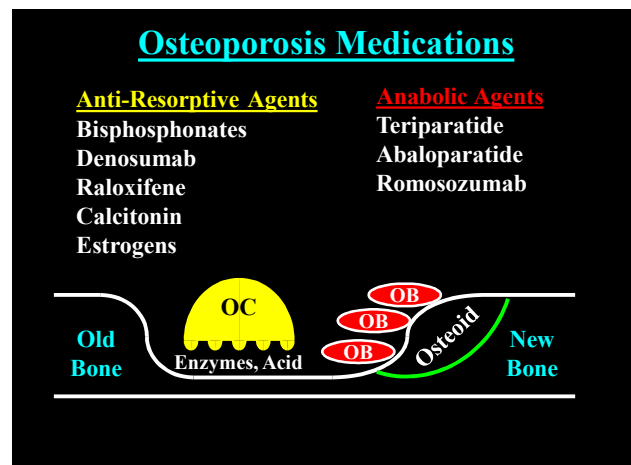 Osteoporosis Medications
Anti-Resorptive Agents
Bisphosphonates
Denosumab
Raloxifene
Calcitonin
Estrogens
Anabolic Agents
Teriparatide
Abaloparatide
Romosozumab
Old
Bone
OC
Enzymes, Acid
OB
OB
OB
Osteoid
New
Bone